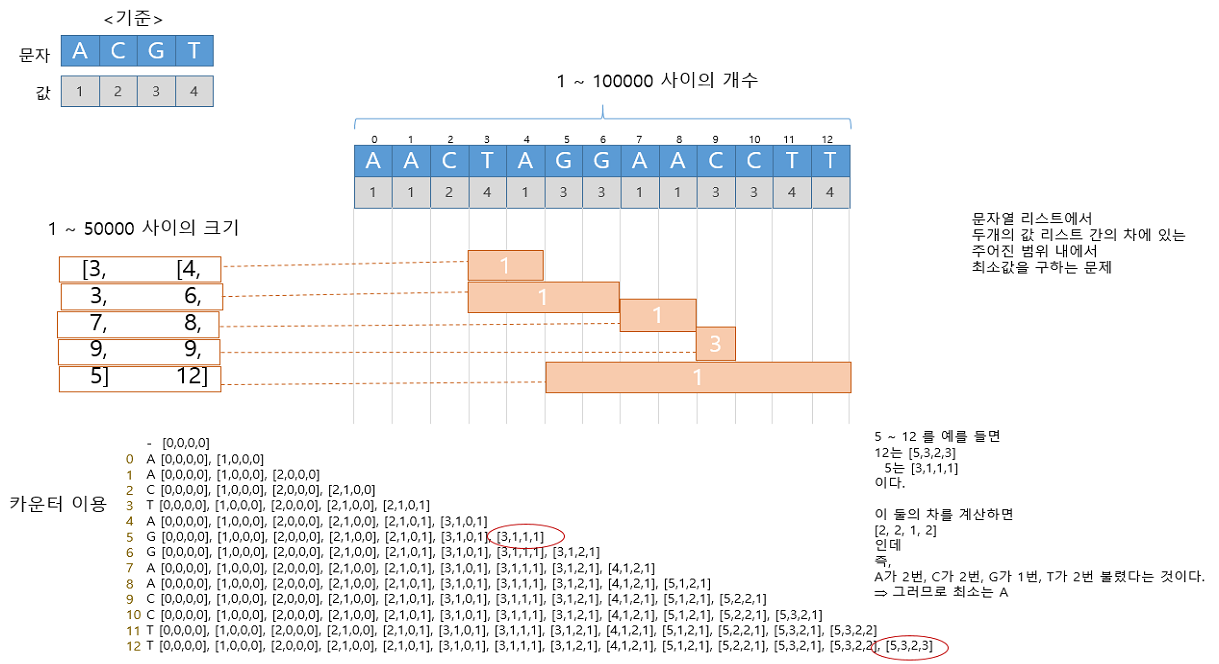 <기준>
문자 A C G T
값 1 2 3 4
1 ~ 100000 사이의 개수
0 1 2 3 4 5 6 7 8 9 10 11 12
A A C T A G G A A C C T T
1 1 2 4 1 3 3 1 1 3 3 4 4
1 ~ 50000 사이의 크기
[3, [4,
3, 6,
7, 8,
9, 9,
5] 12]
1
1
1
3
1
문자열 리스트에서
두개의 값 리스트 간의 차에 있는
주어진 범위 내에서
최소값을 구하는 문제
카운터 이용
- [0,0,0,0]
0 A [0,0,0,0], [1,0,0,0]
1 A [0,0,0,0], [1,0,0,0], [2,0,0,0]
2 C [0,0,0,0], [1,0,0,0], [2,0,0,0], [2,1,0,0]
3 T [0,0,0,0], [1,0,0,0], [2,0,0,0], [2,1,0,0], [2,1,0,1]
4 A [0,0,0,0], [1,0,0,0], [2,0,0,0], [2,1,0,0], [2,1,0,1], [3,1,0,1]
5 G [0,0,0,0], [1,0,0,0], [2,0,0,0], [2,1,0,0], [2,1,0,1], [3,1,0,1], [3,1,1,1]
6 G [0,0,0,0], [1,0,0,0], [2,0,0,0], [2,1,0,0], [2,1,0,1], [3,1,0,1], [3,1,1,1], [3,1,2,1]
7 A [0,0,0,0], [1,0,0,0], [2,0,0,0], [2,1,0,0], [2,1,0,1], [3,1,0,1], [3,1,1,1], [3,1,2,1], [4,1,2,1]
8 A [0,0,0,0], [1,0,0,0], [2,0,0,0], [2,1,0,0], [2,1,0,1], [3,1,0,1], [3,1,1,1], [3,1,2,1], [4,1,2,1], [5,1,2,1]
9 C [0,0,0,0], [1,0,0,0], [2,0,0,0], [2,1,0,0], [2,1,0,1], [3,1,0,1], [3,1,1,1], [3,1,2,1], [4,1,2,1], [5,1,2,1], [5,2,2,1]
10 C [0,0,0,0], [1,0,0,0], [2,0,0,0], [2,1,0,0], [2,1,0,1], [3,1,0,1], [3,1,1,1], [3,1,2,1], [4,1,2,1], [5,1,2,1], [5,2,2,1], [5,3,2,1]
11 T [0,0,0,0], [1,0,0,0], [2,0,0,0], [2,1,0,0], [2,1,0,1], [3,1,0,1], [3,1,1,1], [3,1,2,1], [4,1,2,1], [5,1,2,1], [5,2,2,1], [5,3,2,1], [5,3,2,2]
12 T [0,0,0,0], [1,0,0,0], [2,0,0,0], [2,1,0,0], [2,1,0,1], [3,1,0,1], [3,1,1,1], [3,1,2,1], [4,1,2,1], [5,1,2,1], [5,2,2,1], [5,3,2,1], [5,3,2,2], [5,3,2,3]
5 ~ 12 를 예를 들면
12는 [5,3,2,3]
5는 [3,1,1,1]
이다.
이 둘의 차를 계산하면
[2, 2, 1, 2]
인데
즉,
A가 2번, C가 2번, G가 1번, T가 2번 불렸다는 것이다.
⇒ 그러므로 최소는 A